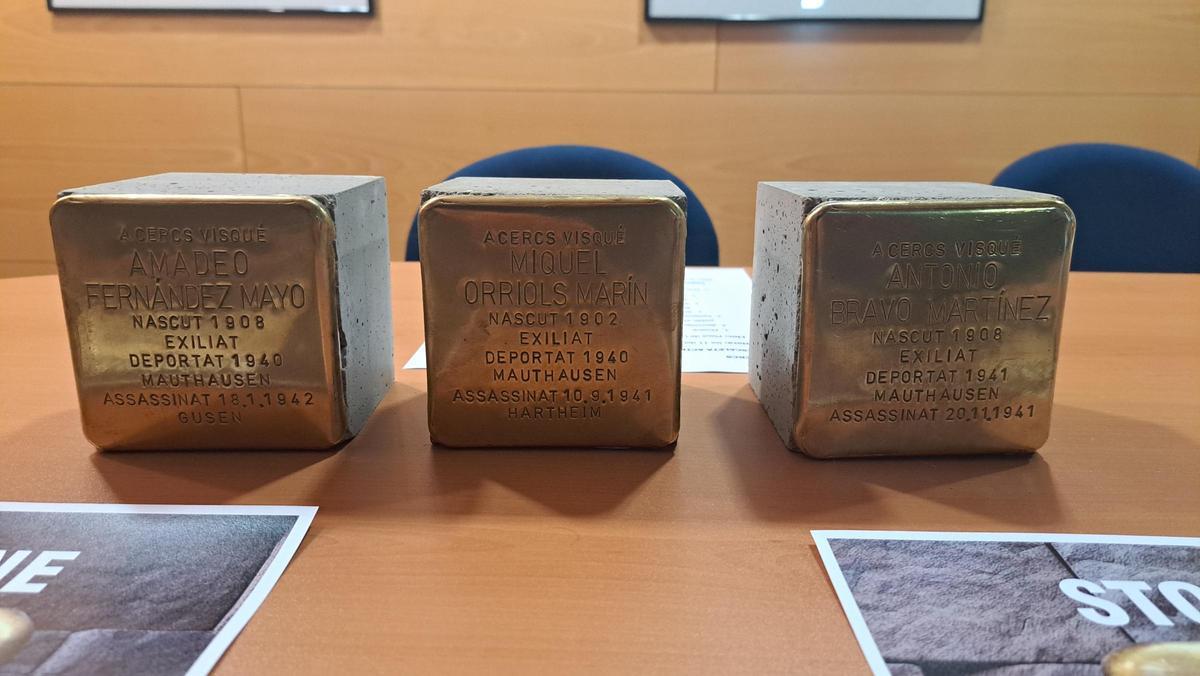 A CERCS VISQUÉ
AMADEO
FERNÁNDEZ MAYO
NASCUT 1908
EXILIAT
DEPORTAT 1940
MAUTHAUSEN
ASSASSINAT 18.1.1942
GUSEN
A CERCS VISQUÉ
MIQUEL
ORRIOLS MARÍN
NASCUT 1902
EXILIAT
DEPORTAT 1940
MAUTHAUSEN
ASSASSINAT 10.9.1941
HARTHEIM
A CERCS VISQUÉ
ANTONIO
BRAVO MARTÍNEZ
NASCUT 1908
EXILIAT
DEPORTAT 1941
MAUTHAUSEN
ASSASSINAT 20.11.1941
NE
STO